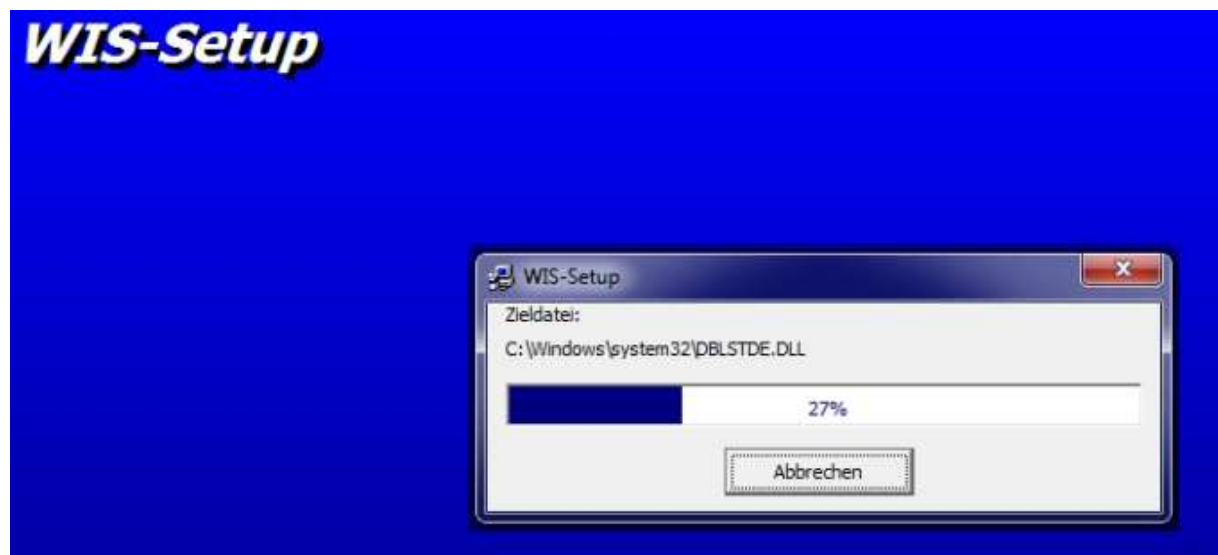 WIS-Setup
WIS-Setup
Zieldatei:
C:\Windows\system32\DBLSTDE.DLL
27%
Abbrechen